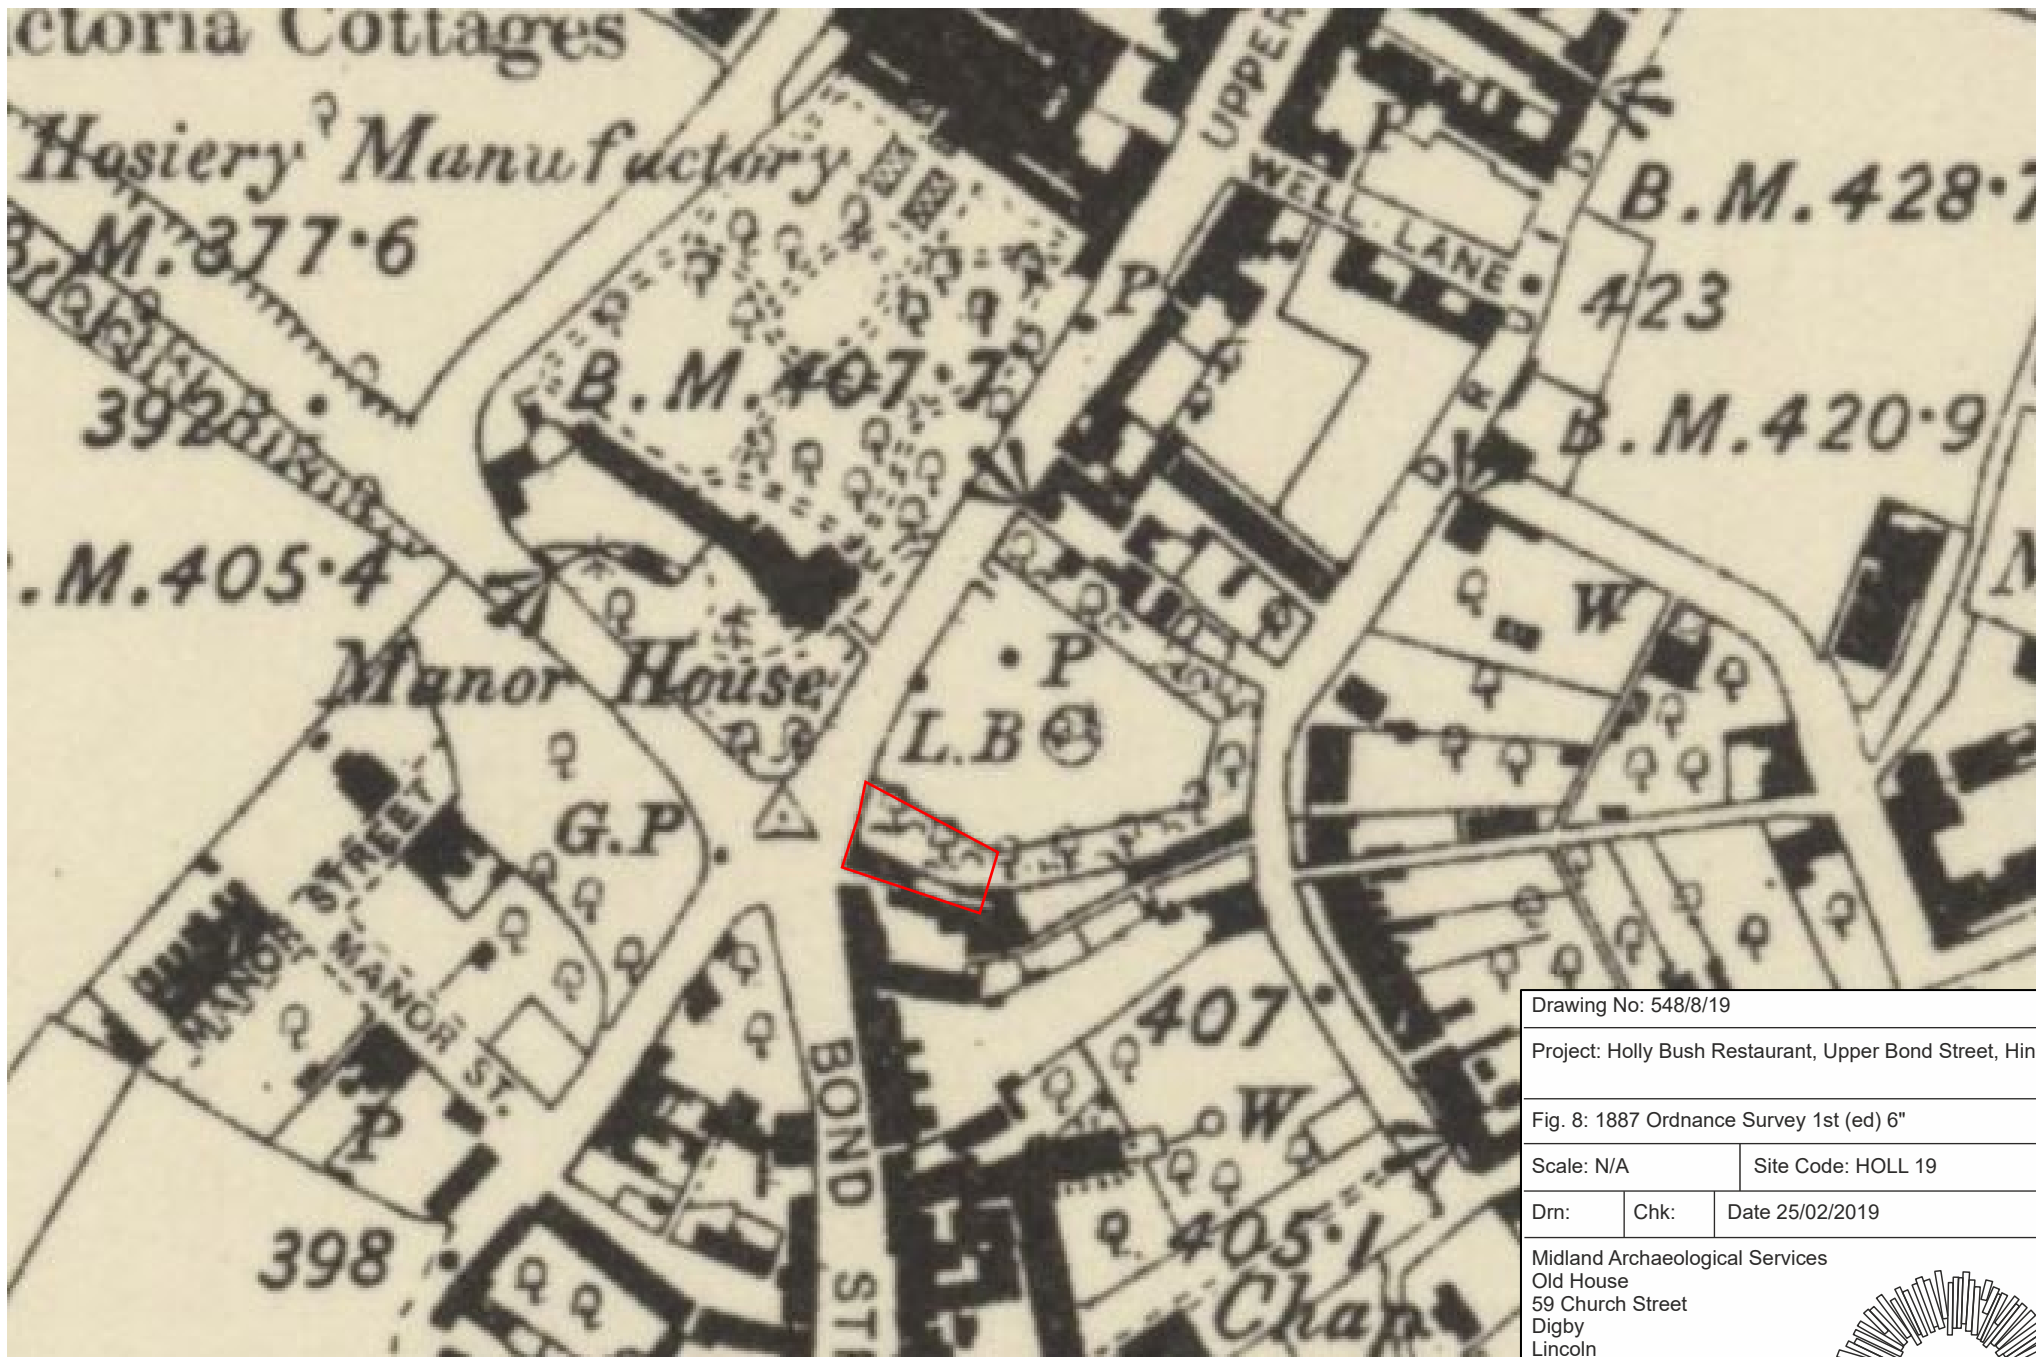 ctoria Cottages
Hosiery Manufactory
UPPER
WELL LANE
P
B.M.428·7
M.377·6
P
423
B.M.407·7
392
B.M.420·9
.M.405·4
W
Manor House
P
L.B
G.P
MANOR STREET
MANOR ST.
BOND ST
407
W
P
398
405·1
Chap
Drawing No: 548/8/19
Project: Holly Bush Restaurant, Upper Bond Street, Hin
Fig. 8: 1887 Ordnance Survey 1st (ed) 6"
Scale: N/A
Site Code: HOLL 19
Drn:
Chk:
Date 25/02/2019
Midland Archaeological Services
Old House
59 Church Street
Digby
Lincoln